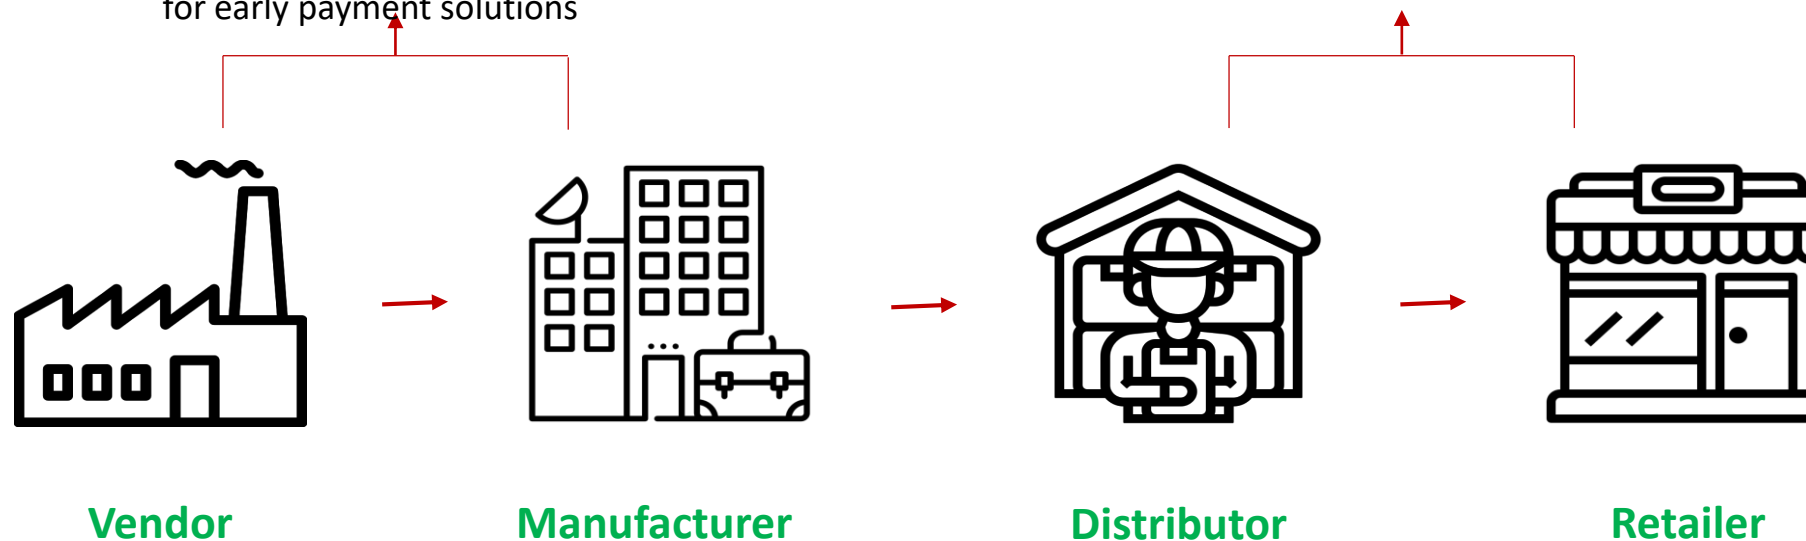 for early payment solutions
Vendor
Manufacturer
Distributor
Retailer